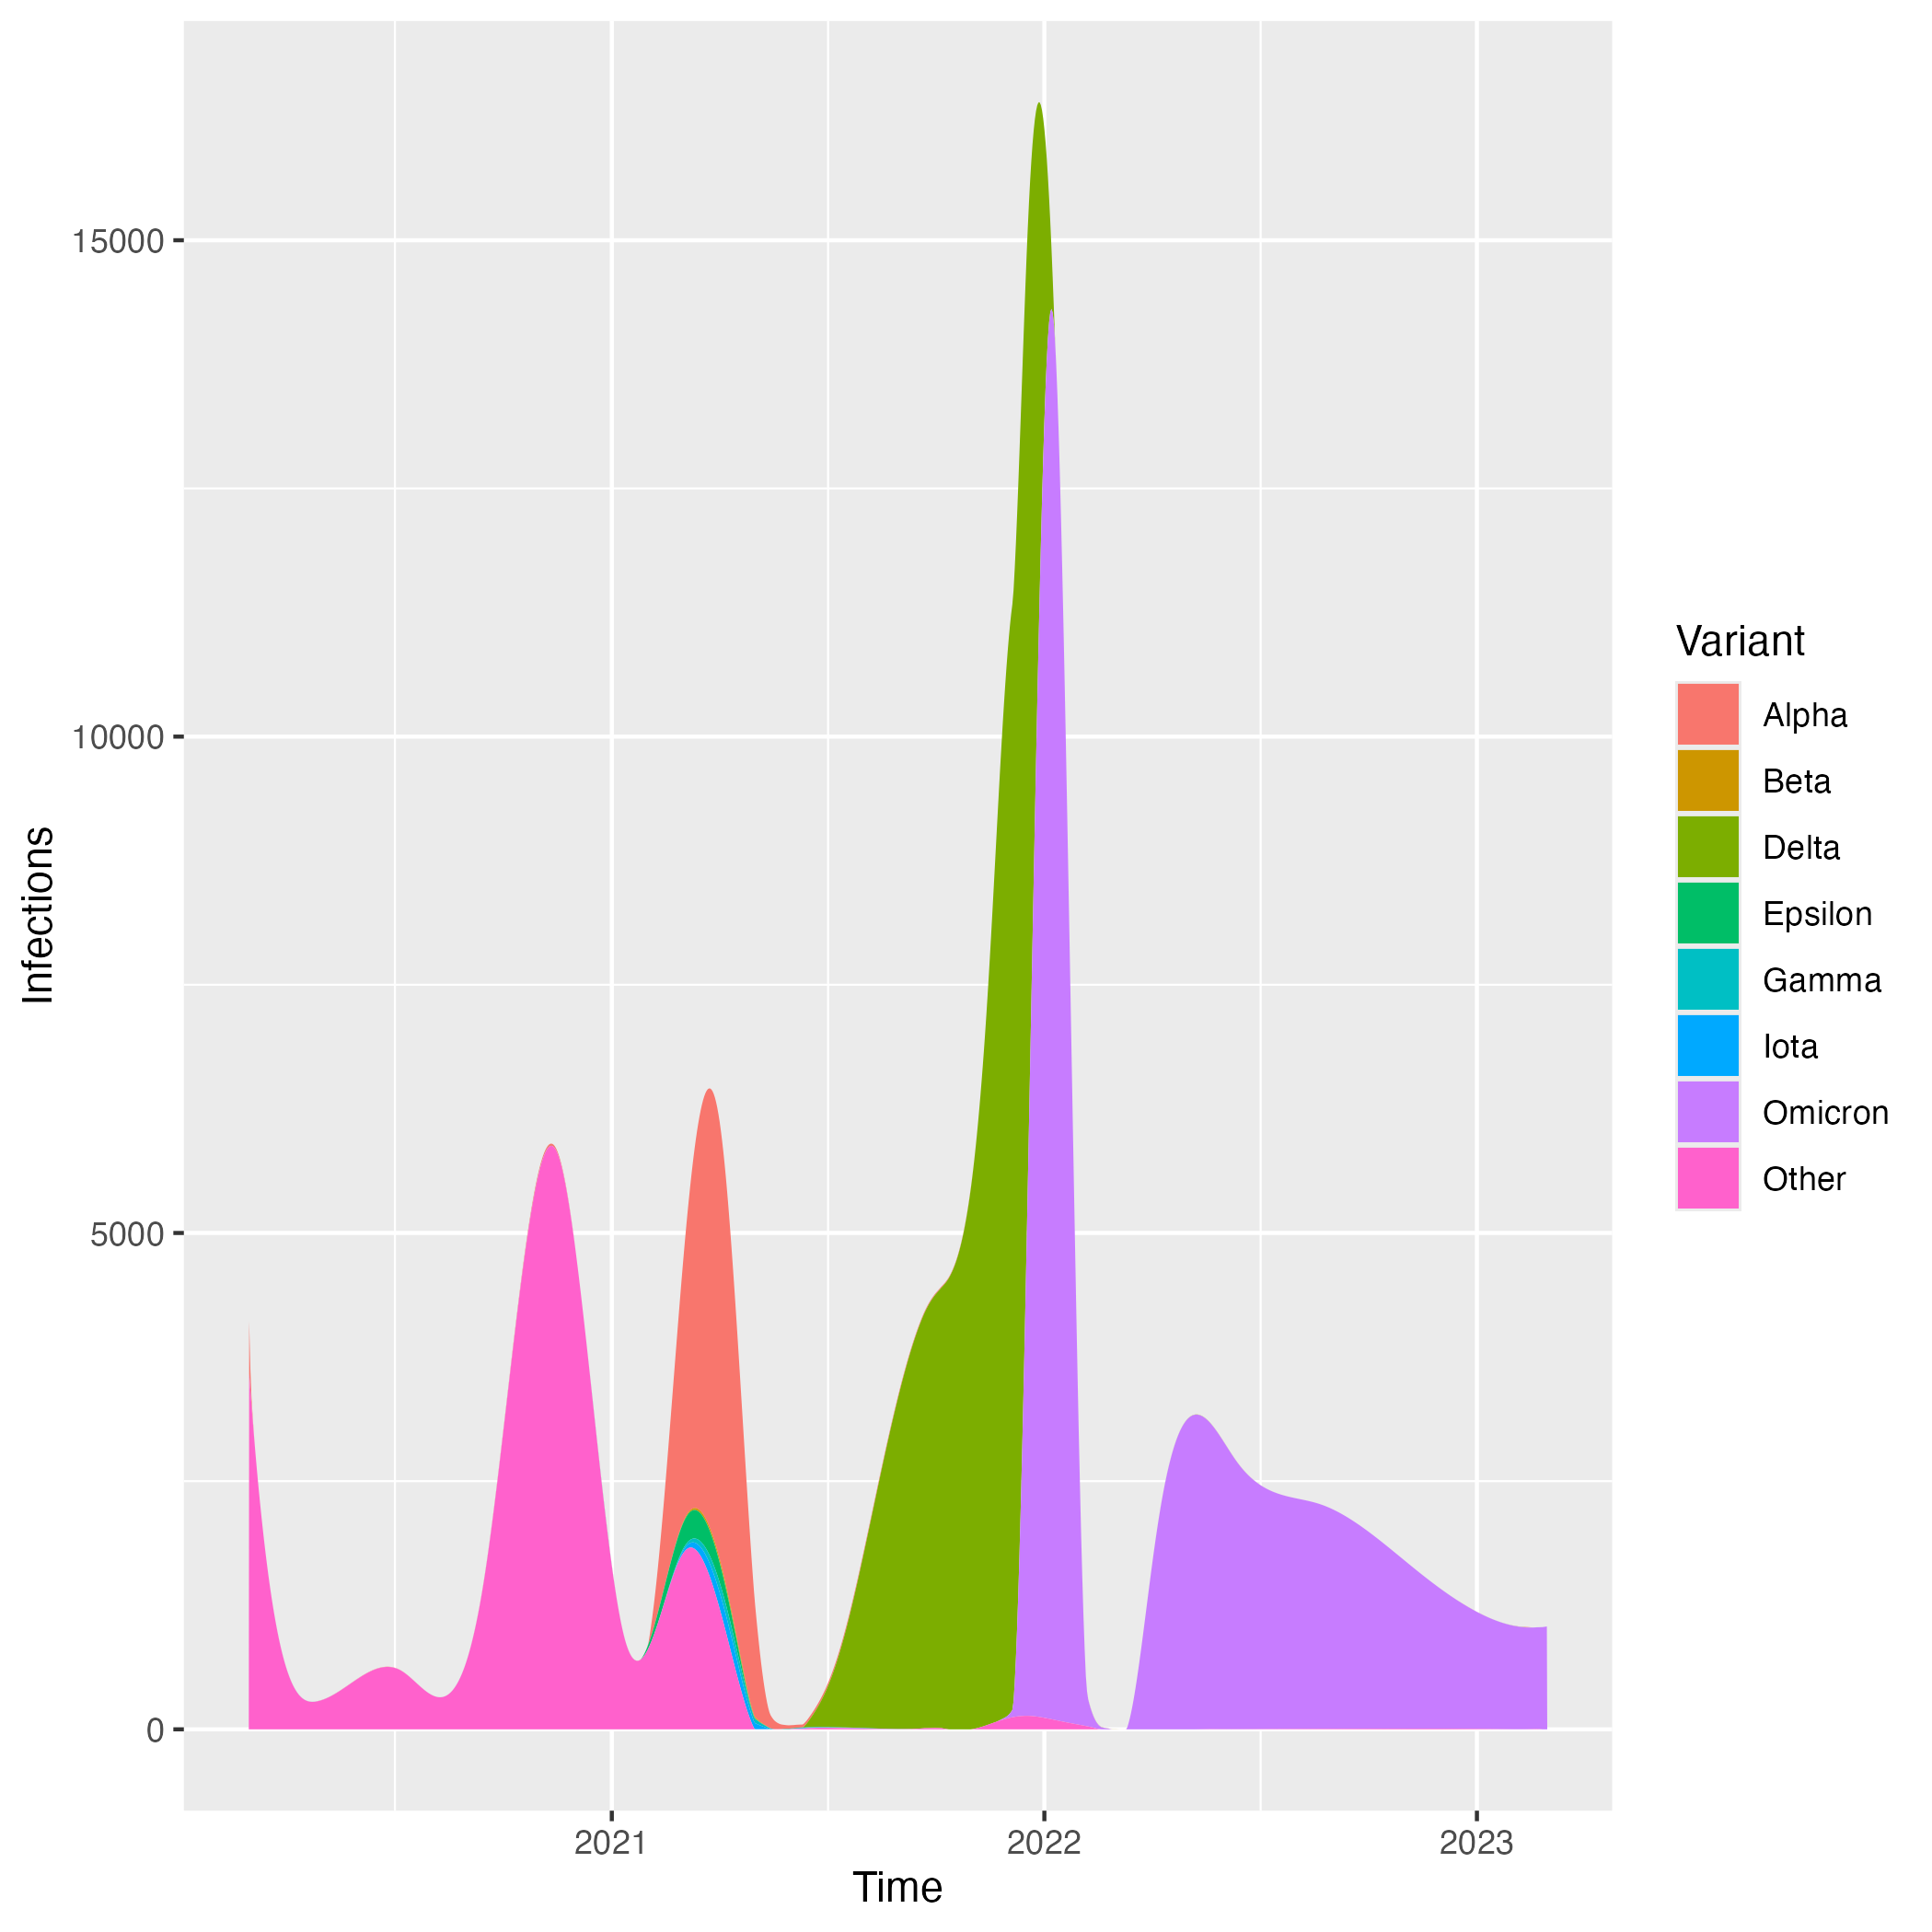 15000
10000
5000
0
Infections
2021
2022
2023
Time
Variant
Alpha
Beta
Delta
Epsilon
Gamma
Iota
Omicron
Other